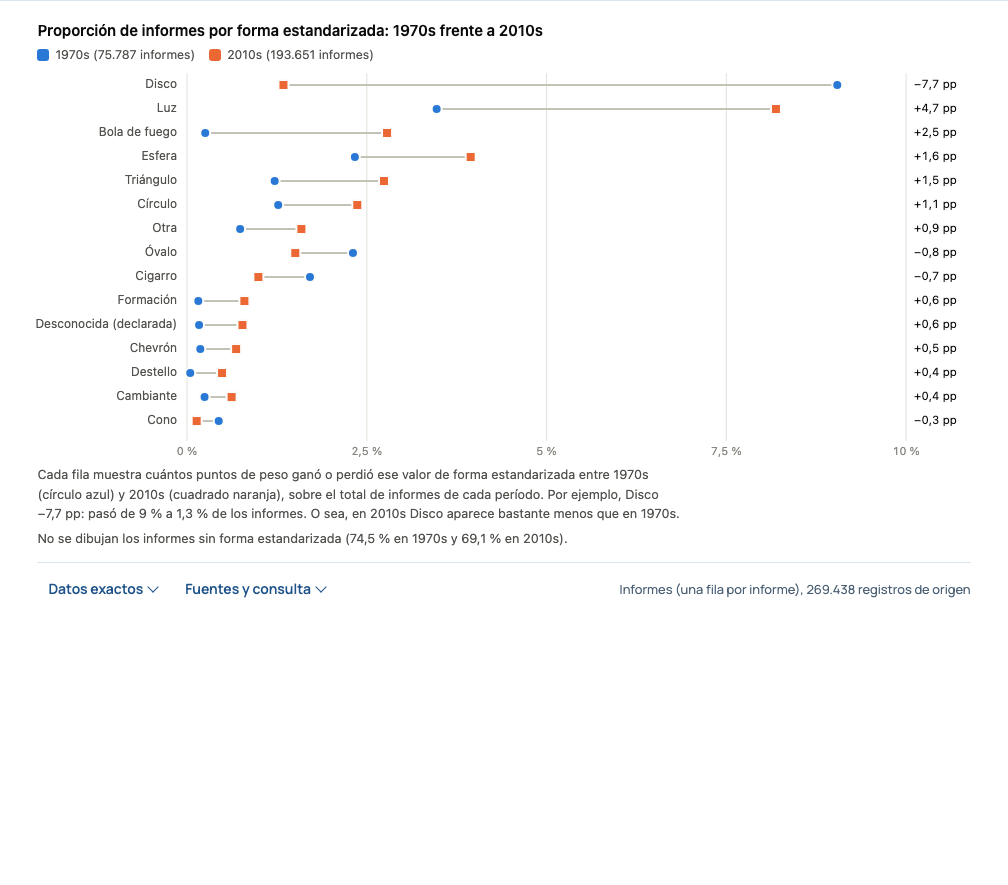 Proporción de informes por forma estandarizada: 1970s frente a 2010s
1970s (75.787 informes) 2010s (193.651 informes)
Disco −7,7 pp
Luz +4,7 pp
Bola de fuego +2,5 pp
Esfera +1,6 pp
Triángulo +1,5 pp
Círculo +1,1 pp
Otra +0,9 pp
Óvalo −0,8 pp
Cigarro −0,7 pp
Formación +0,6 pp
Desconocida (declarada) +0,6 pp
Chevrón +0,5 pp
Destello +0,4 pp
Cambiante +0,4 pp
Cono −0,3 pp
0 % 2,5 % 5 % 7,5 % 10 %
Cada fila muestra cuántos puntos de peso ganó o perdió ese valor de forma estandarizada entre 1970s
(círculo azul) y 2010s (cuadrado naranja), sobre el total de informes de cada período. Por ejemplo, Disco
−7,7 pp: pasó de 9 % a 1,3 % de los informes. O sea, en 2010s Disco aparece bastante menos que en 1970s.
No se dibujan los informes sin forma estandarizada (74,5 % en 1970s y 69,1 % en 2010s).
Datos exactos Fuentes y consulta Informes (una fila por informe), 269.438 registros de origen